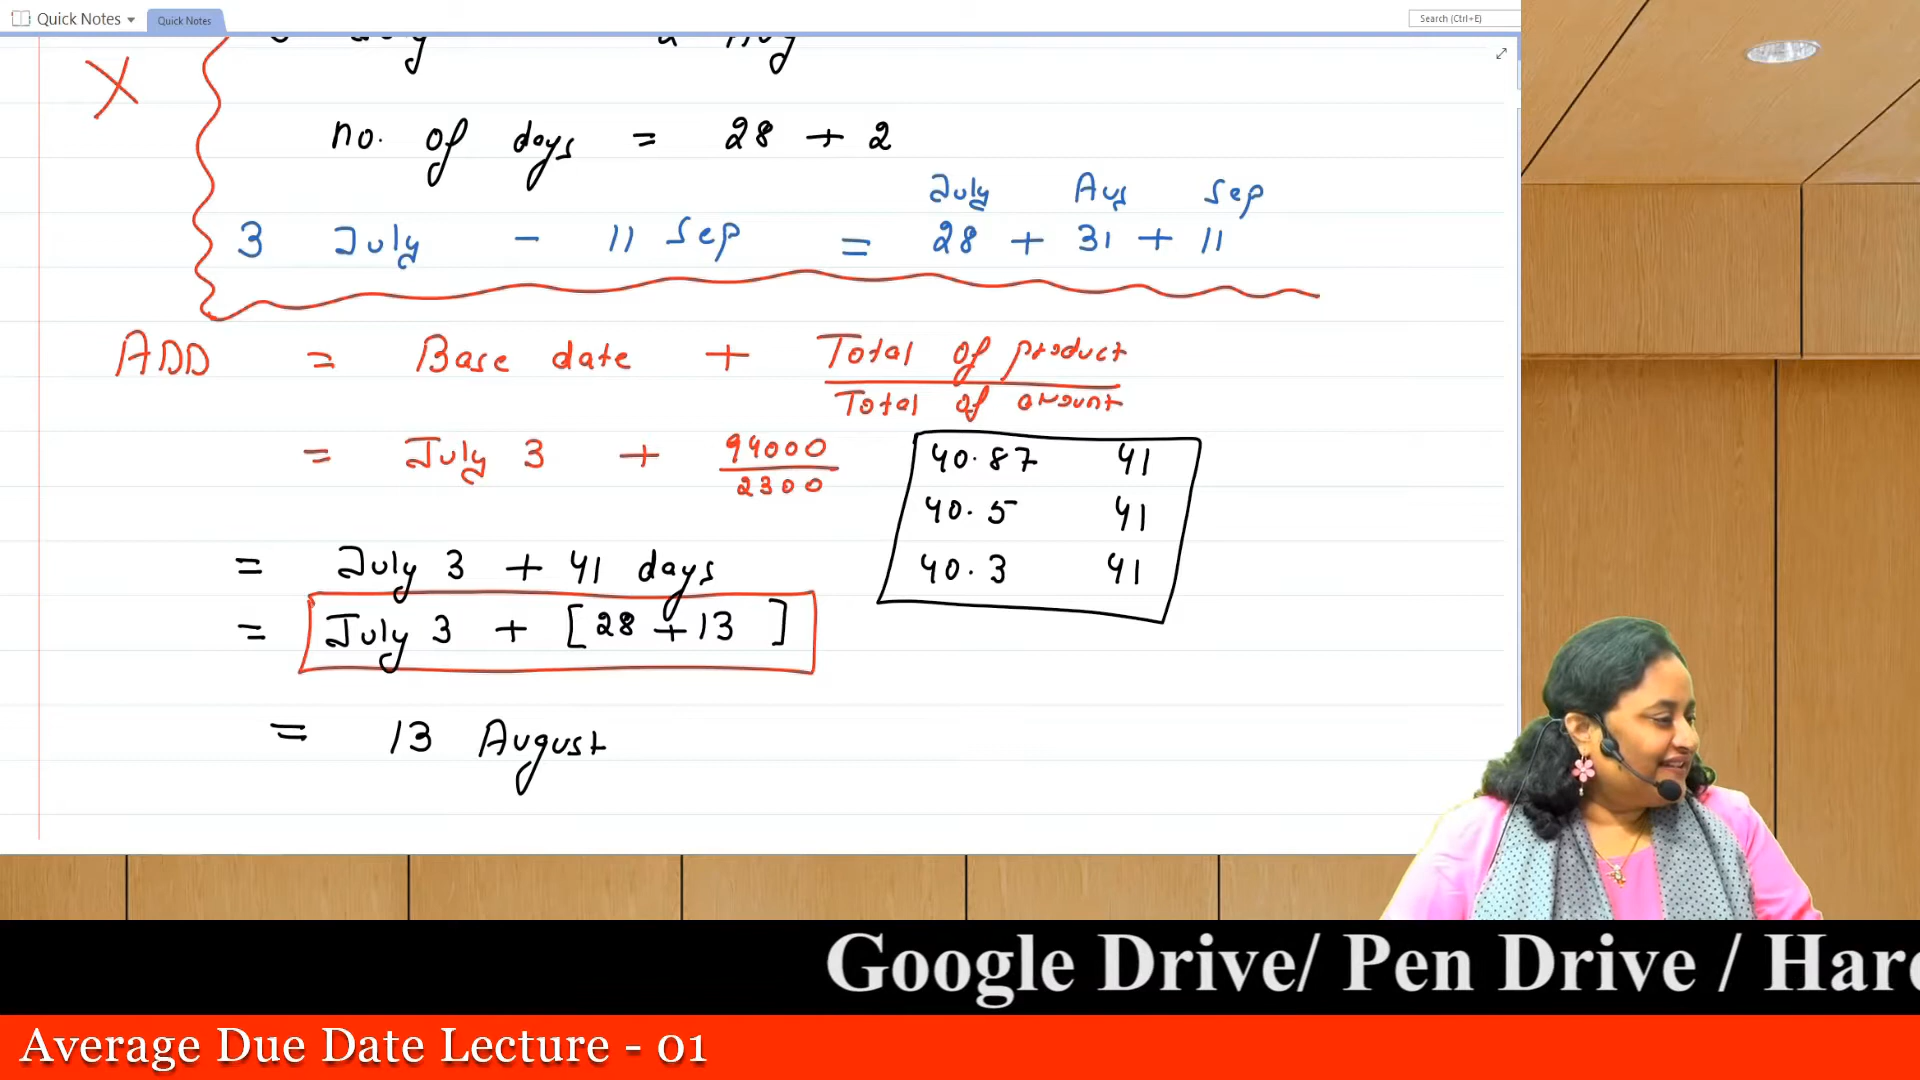 Quick Notes
Quick Notes
Search (Ctrl+E)
X
no. of days = 28 + 2
July Aug Sep
3 July - 11 Sep = 28 + 31 + 11
ADD = Base date + Total of product
Total of amount
= July 3 + 94000
2300
40.87 41
40.5 41
40.3 41
= July 3 + 41 days
= July 3 + [28 + 13 ]
= 13 August
Google Drive/ Pen Drive / Har
Average Due Date Lecture - 01